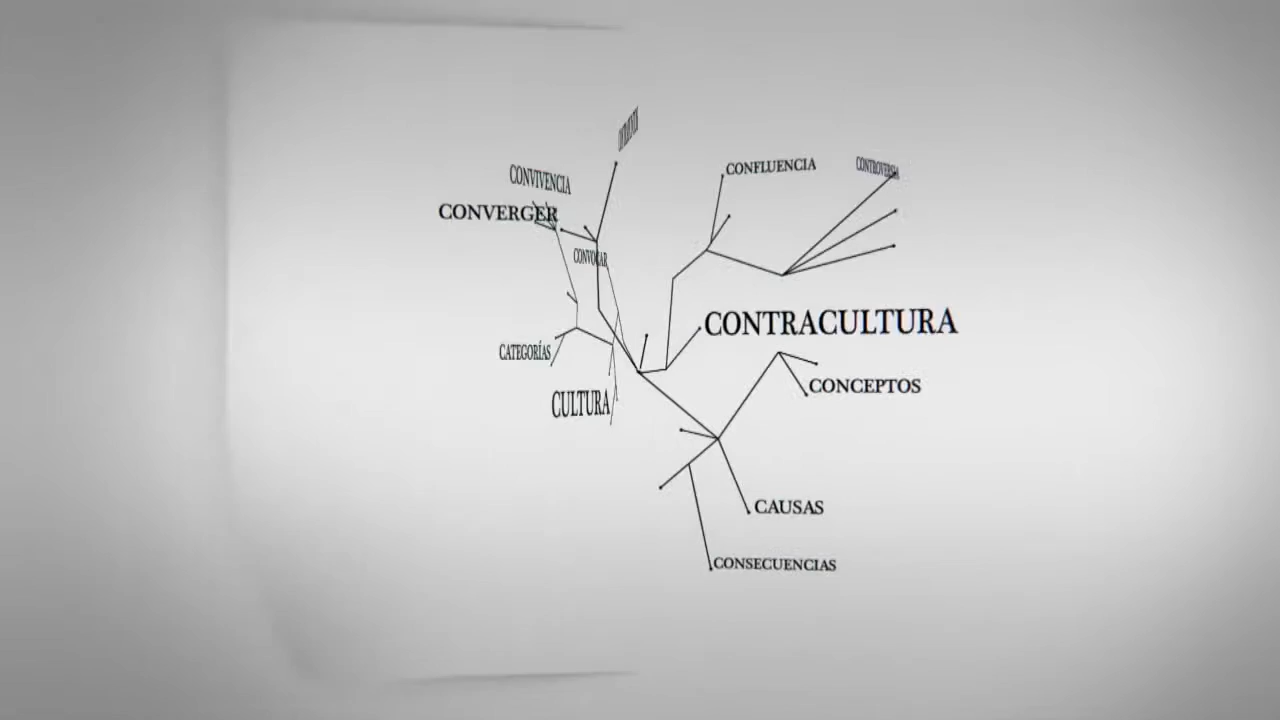 CONFLUENCIA
CONTROVERSIA
CONVIVENCIA
CONVERGER
CONVOCAR
CONTRACULTURA
CATEGORÍAS
CONCEPTOS
CULTURA
CAUSAS
CONSECUENCIAS